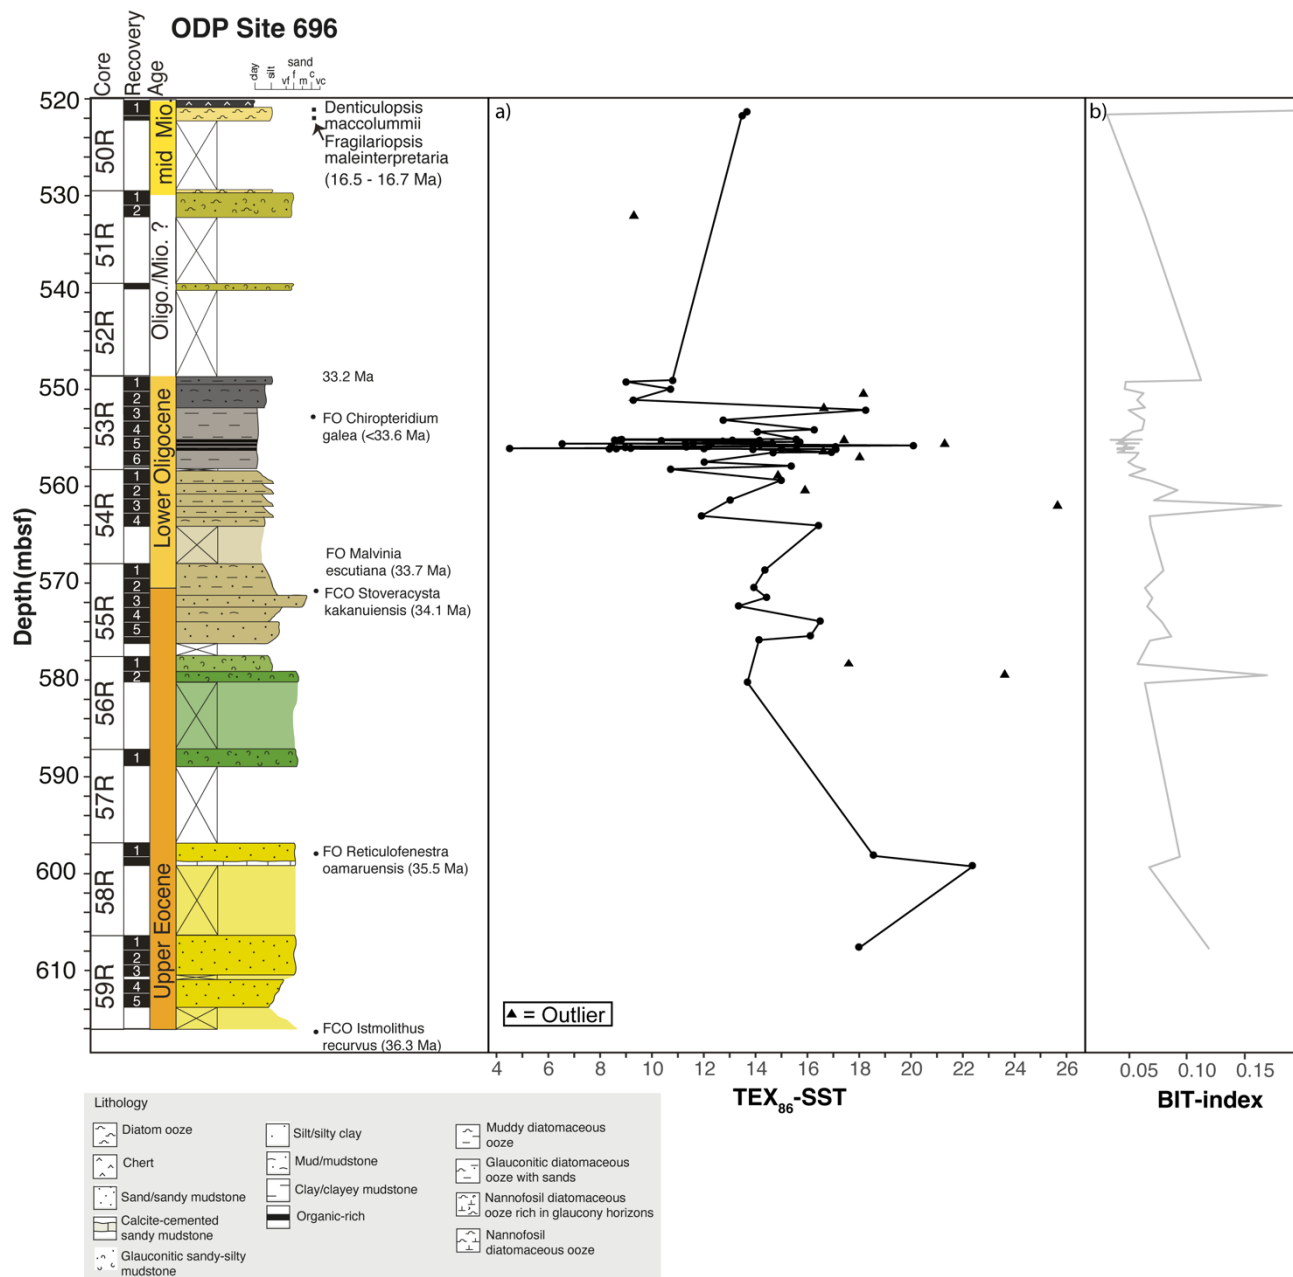 ODP Site 696
Core
Recovery
Age
clay
silt
sand
vf
f
m
c
vc
Depth(mbsf)
520
530
540
550
560
570
580
590
600
610
50R
51R
52R
53R
54R
55R
56R
57R
58R
59R
1
1
2
1
2
3
4
5
6
1
2
3
4
1
2
3
4
5
1
2
1
1
1
2
3
4
5
mid Mio.
Oligo./Mio. ?
Lower Oligocene
Upper Eocene
Denticulopsis
maccolummii
Fragilariopsis
maleinterpretaria
(16.5 - 16.7 Ma)
33.2 Ma
FO Chiropteridium
galea (<33.6 Ma)
FO Malvinia
escutiana (33.7 Ma)
FCO Stoveracysta
kakanuiensis (34.1 Ma)
FO Reticulofenestra
oamaruensis (35.5 Ma)
FCO Istmolithus
recurvus (36.3 Ma)
a)
▲ = Outlier
4 6 8 10 12 14 16 18 20 22 24 26
TEX86-SST
b)
0.05 0.10 0.15
BIT-index
Lithology
Diatom ooze
Chert
Sand/sandy mudstone
Calcite-cemented
sandy mudstone
Glauconitic sandy-silty
mudstone
Silt/silty clay
Mud/mudstone
Clay/clayey mudstone
Organic-rich
Muddy diatomaceous
ooze
Glauconitic diatomaceous
ooze with sands
Nannofosil diatomaceous
ooze rich in glaucony horizons
Nannofosil
diatomaceous ooze